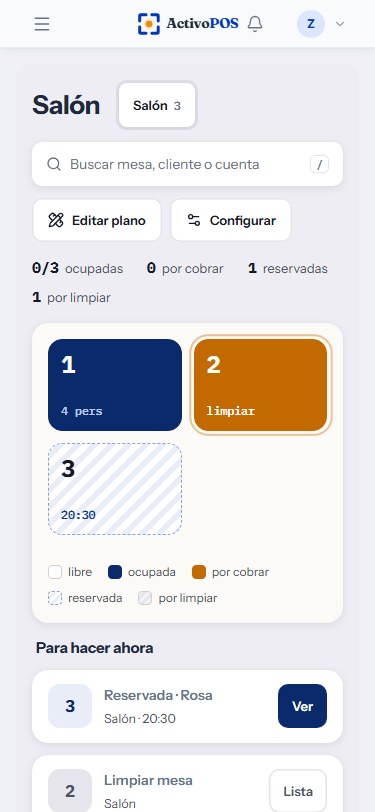 ActivoPOS
Z
Salón
Salón 3
Buscar mesa, cliente o cuenta /
Editar plano
Configurar
0/3 ocupadas 0 por cobrar 1 reservadas
1 por limpiar
1
4 pers
2
limpiar
3
20:30
libre ocupada por cobrar
reservada por limpiar
Para hacer ahora
3
Reservada · Rosa
Salón · 20:30
Ver
2
Limpiar mesa
Salón
Lista